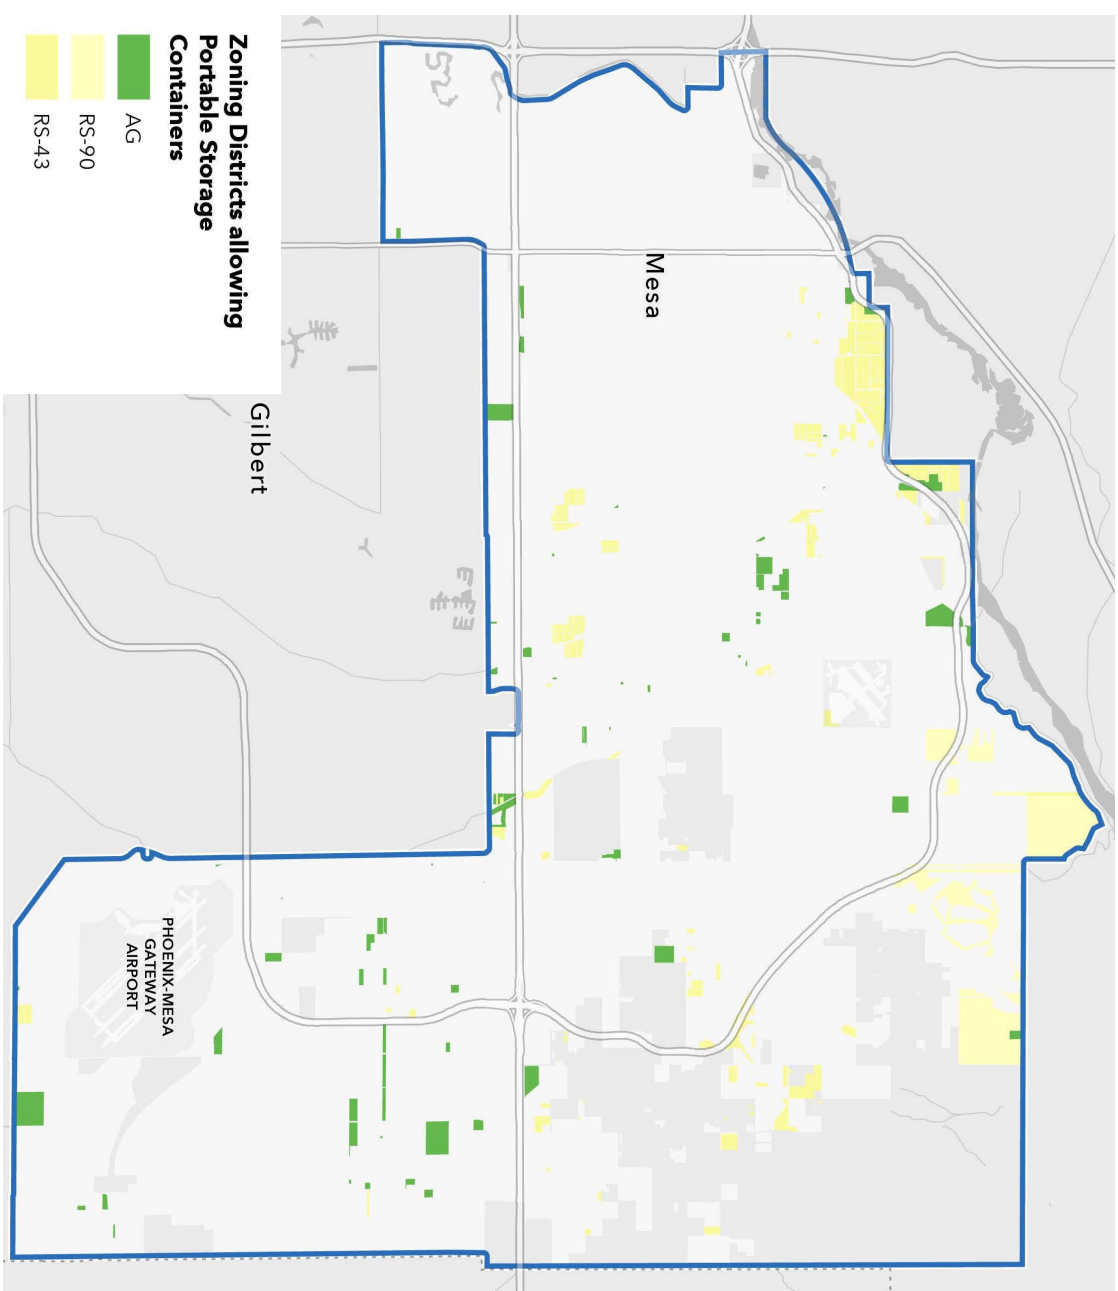 Zoning Districts allowing
Portable Storage
Containers
AG
RS-90
RS-43
Mesa
Gilbert
PHOENIX-MESA
GATEWAY
AIRPORT